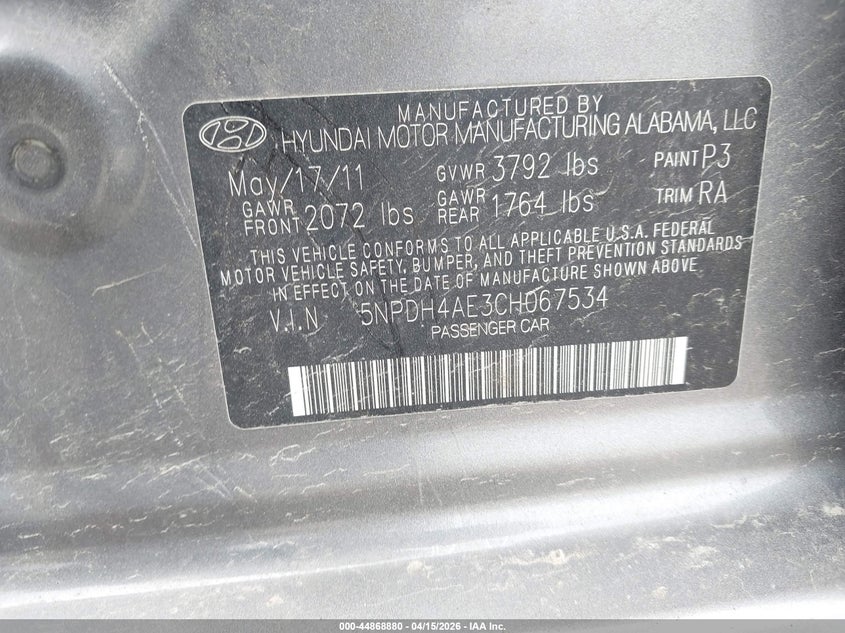 MANUFACTURED BY
HYUNDAI MOTOR MANUFACTURING ALABAMA, LLC
May/17/11 GVWR 3792 lbs PAINT P3
GAWR FRONT 2072 lbs GAWR REAR 1764 lbs TRIM RA
THIS VEHICLE CONFORMS TO ALL APPLICABLE U.S.A. FEDERAL
MOTOR VEHICLE SAFETY, BUMPER, AND THEFT PREVENTION STANDARDS
IN EFFECT ON THE DATE OF MANUFACTURE SHOWN ABOVE
V.I.N 5NPDH4AE3CH067534
PASSENGER CAR
000-44868880 - 04/15/2026 - IAA Inc.